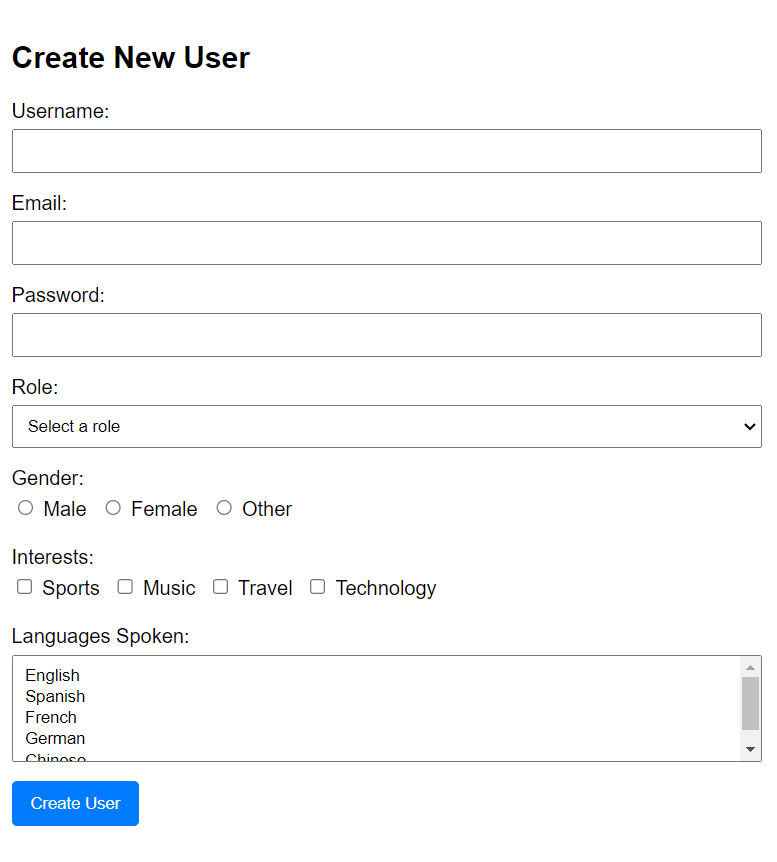 Create New User
Username:
Email:
Password:
Role:
Select a role
Gender:
Male Female Other
Interests:
Sports Music Travel Technology
Languages Spoken:
English
Spanish
French
German
Chinese
Create User